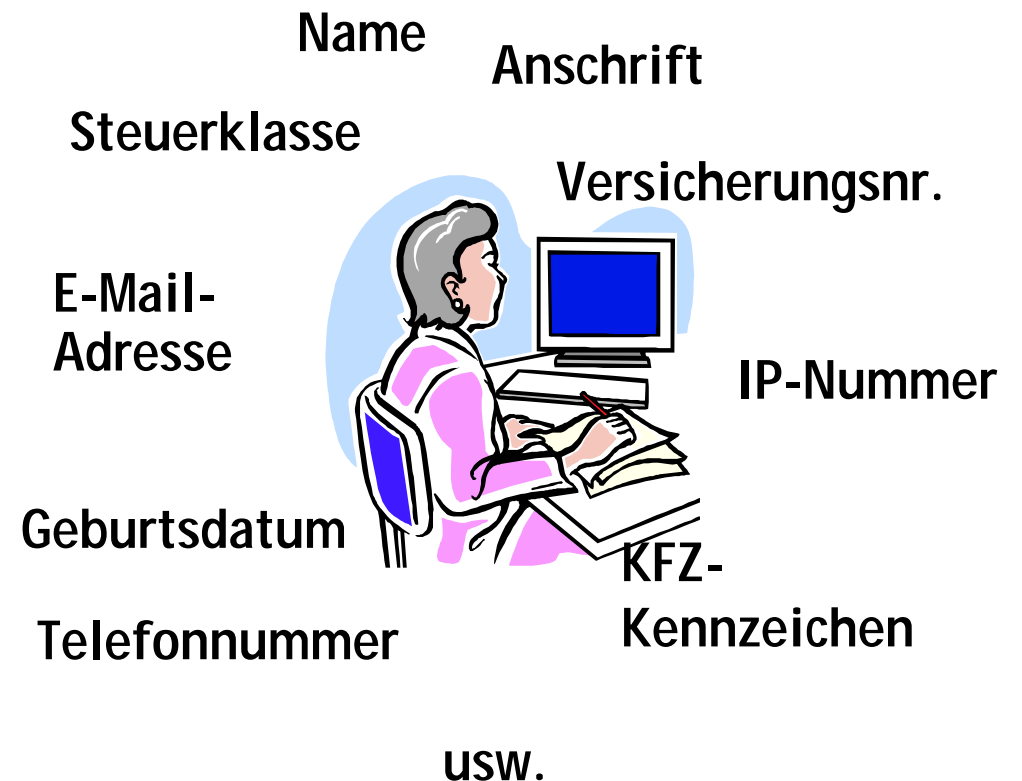 Name
Anschrift
Steuerklasse
Versicherungsnr.
E-Mail-
Adresse
IP-Nummer
Geburtsdatum
KFZ-
Kennzeichen
Telefonnummer
usw.